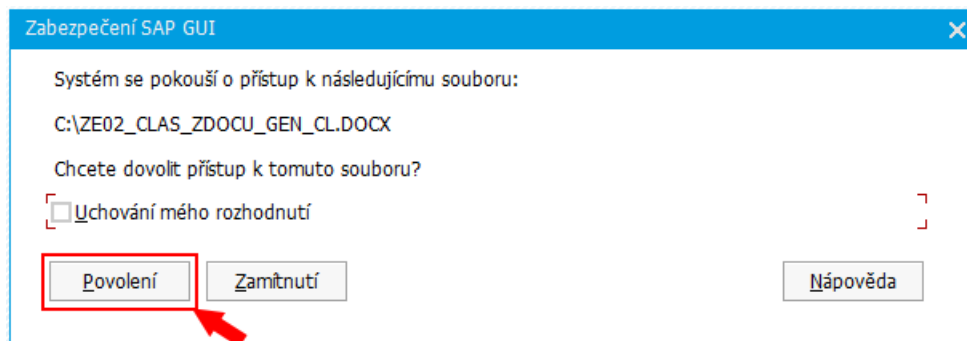 Zabezpečení SAP GUI
Systém se pokouší o přístup k následujícímu souboru:
C:\ZE02_CLAS_ZDOCU_GEN_CL.DOCX
Chcete dovolit přístup k tomuto souboru?
Uchování mého rozhodnutí
Povolení Zamítnutí Nápověda